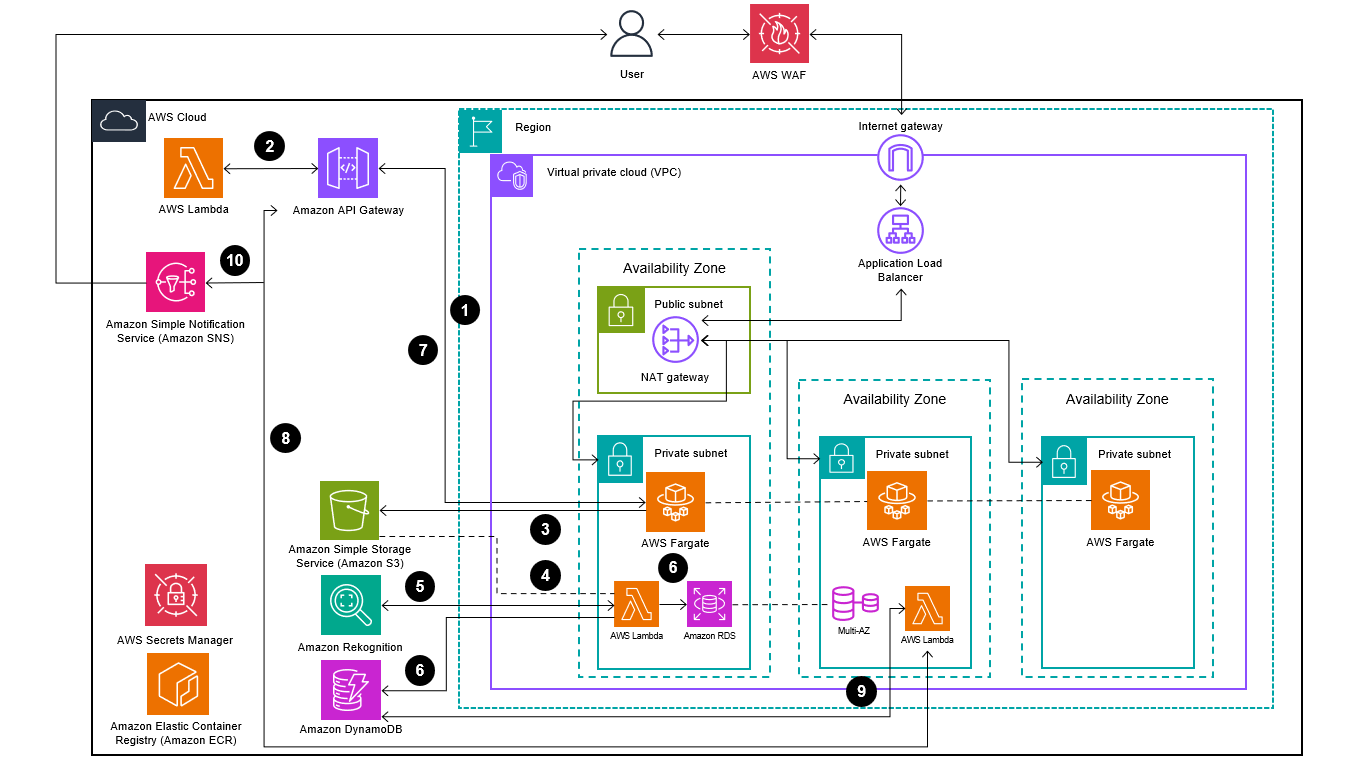 User
AWS WAF
AWS Cloud
Region
Internet gateway
2
AWS Lambda
Amazon API Gateway
Virtual private cloud (VPC)
10
Amazon Simple Notification
Service (Amazon SNS)
Application Load
Balancer
Availability Zone
Public subnet
NAT gateway
1
7
8
Availability Zone
Availability Zone
Private subnet
Private subnet
Private subnet
AWS Fargate
AWS Fargate
AWS Fargate
3
Amazon Simple Storage
Service (Amazon S3)
4
5
6
AWS Secrets Manager
Amazon Rekognition
AWS Lambda
Amazon RDS
Multi-AZ
AWS Lambda
6
9
Amazon Elastic Container
Registry (Amazon ECR)
Amazon DynamoDB